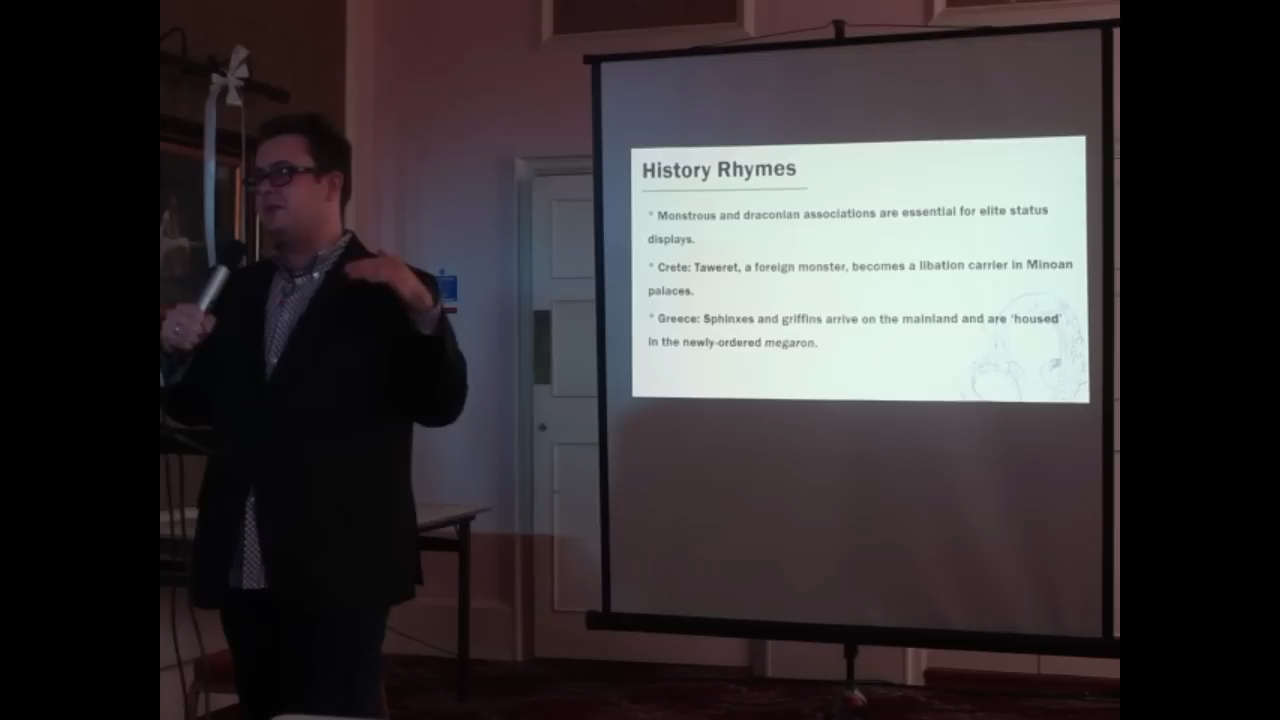 History Rhymes
* Monstrous and draconian associations are essential for elite status
displays.
* Crete: Taweret, a foreign monster, becomes a libation carrier in Minoan
palaces.
* Greece: Sphinxes and griffins arrive on the mainland and are ‘housed’
in the newly-ordered megaron.